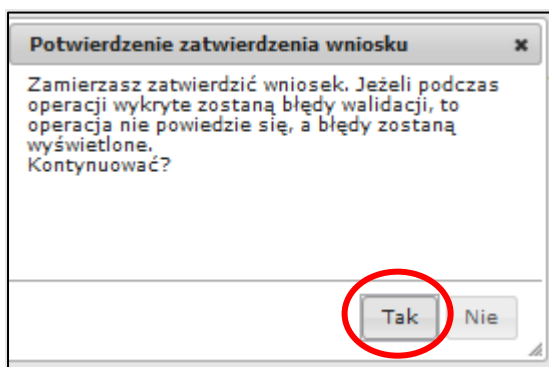 Potwierdzenie zatwierdzenia wniosku
Zamierzasz zatwierdzić wniosek. Jeżeli podczas
operacji wykryte zostaną błędy walidacji, to
operacja nie powiedzie się, a błędy zostaną
wyświetlone.
Kontynuować?
Tak Nie